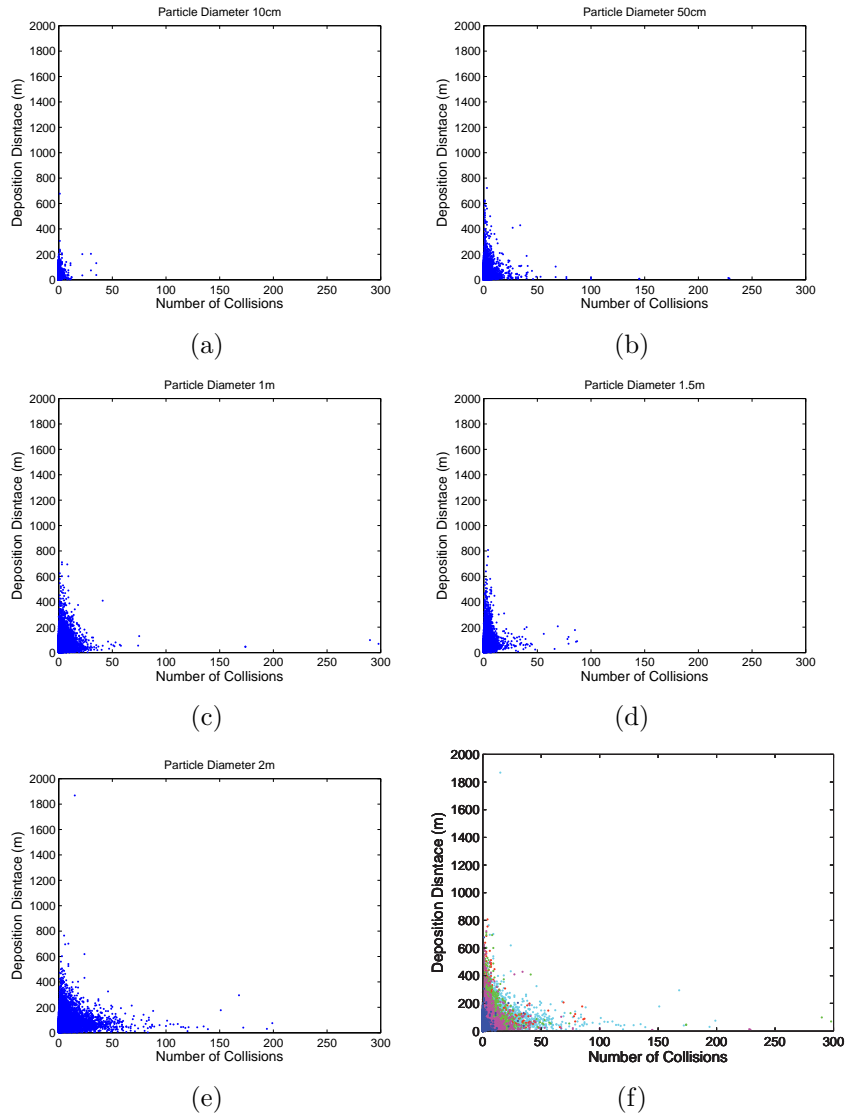 Particle Diameter 10cm
2000
1800
1600
1400
1200
1000
800
600
400
200
0
Deposition Disntace (m)
0 50 100 150 200 250 300
Number of Collisions
(a)
Particle Diameter 50cm
2000
1800
1600
1400
1200
1000
800
600
400
200
0
Deposition Disntace (m)
0 50 100 150 200 250 300
Number of Collisions
(b)
Particle Diameter 1m
2000
1800
1600
1400
1200
1000
800
600
400
200
0
Deposition Disntace (m)
0 50 100 150 200 250 300
Number of Collisions
(c)
Particle Diameter 1.5m
2000
1800
1600
1400
1200
1000
800
600
400
200
0
Deposition Disntace (m)
0 50 100 150 200 250 300
Number of Collisions
(d)
Particle Diameter 2m
2000
1800
1600
1400
1200
1000
800
600
400
200
0
Deposition Disntace (m)
0 50 100 150 200 250 300
Number of Collisions
(e)
2000
1800
1600
1400
1200
1000
800
600
400
200
0
Deposition Disntace (m)
0 50 100 150 200 250 300
Number of Collisions
(f)